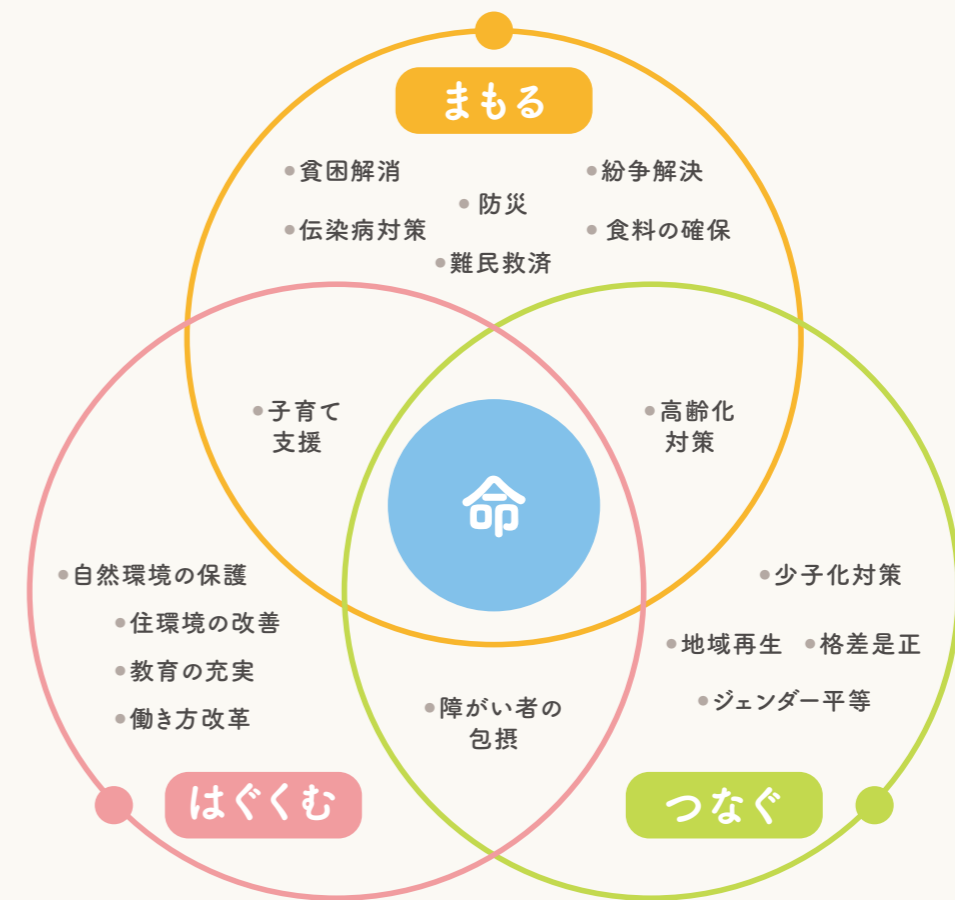 まもる
•貧困解消
•紛争解決
•防災
•伝染病対策
•食料の確保
•難民救済
•子育て
支援
•高齢化
対策
命
•自然環境の保護
•住環境の改善
•教育の充実
•働き方改革
•少子化対策
•地域再生 •格差是正
•ジェンダー平等
•障がい者の
包摂
はぐくむ
つなぐ